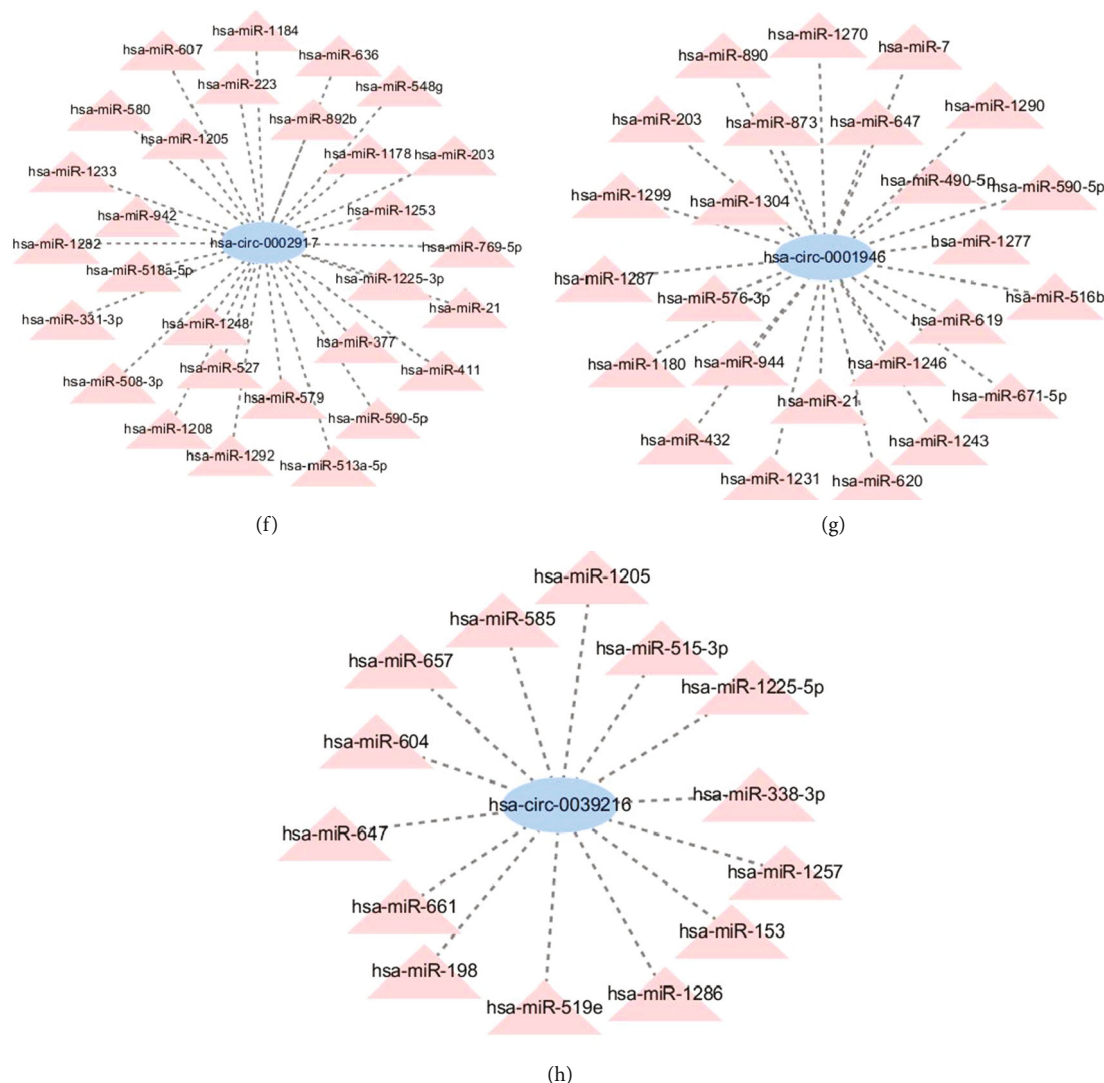 hsa-miR-1184
hsa-miR-607
hsa-miR-636
hsa-miR-223
hsa-miR-548g
hsa-miR-580
hsa-miR-892b
hsa-miR-1205
hsa-miR-1178
hsa-miR-203
hsa-miR-1233
hsa-miR-1253
hsa-miR-942
hsa-miR-1282
hsa-circ-0002917
hsa-miR-769-5p
hsa-miR-518a-5p
hsa-miR-1225-3p
hsa-miR-21
hsa-miR-331-3p
hsa-miR-1248
hsa-miR-377
hsa-miR-527
hsa-miR-411
hsa-miR-508-3p
hsa-miR-579
hsa-miR-590-5p
hsa-miR-1208
hsa-miR-1292
hsa-miR-513a-5p
(f)
hsa-miR-1270
hsa-miR-890
hsa-miR-7
hsa-miR-1290
hsa-miR-203
hsa-miR-873
hsa-miR-647
hsa-miR-490-5p
hsa-miR-590-5p
hsa-miR-1299
hsa-miR-1304
hsa-miR-1277
hsa-circ-0001946
hsa-miR-1287
hsa-miR-576-3p
hsa-miR-516b
hsa-miR-619
hsa-miR-1180
hsa-miR-944
hsa-miR-1246
hsa-miR-671-5p
hsa-miR-21
hsa-miR-432
hsa-miR-1243
hsa-miR-1231
hsa-miR-620
(g)
hsa-miR-1205
hsa-miR-585
hsa-miR-515-3p
hsa-miR-657
hsa-miR-1225-5p
hsa-miR-604
hsa-miR-338-3p
hsa-circ-0039216
hsa-miR-647
hsa-miR-1257
hsa-miR-661
hsa-miR-153
hsa-miR-198
hsa-miR-1286
hsa-miR-519e
(h)